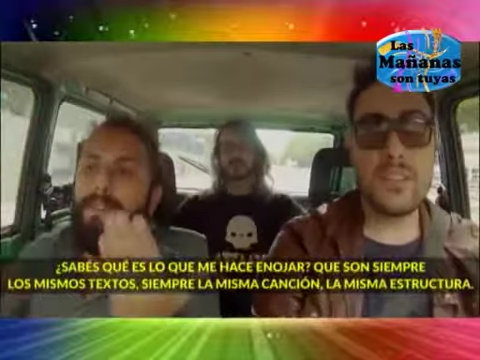 Las
Mañanas
son tuyas
¿SABÉS QUÉ ES LO QUE ME HACE ENOJAR? QUE SON SIEMPRE
LOS MISMOS TEXTOS, SIEMPRE LA MISMA CANCIÓN, LA MISMA ESTRUCTURA.